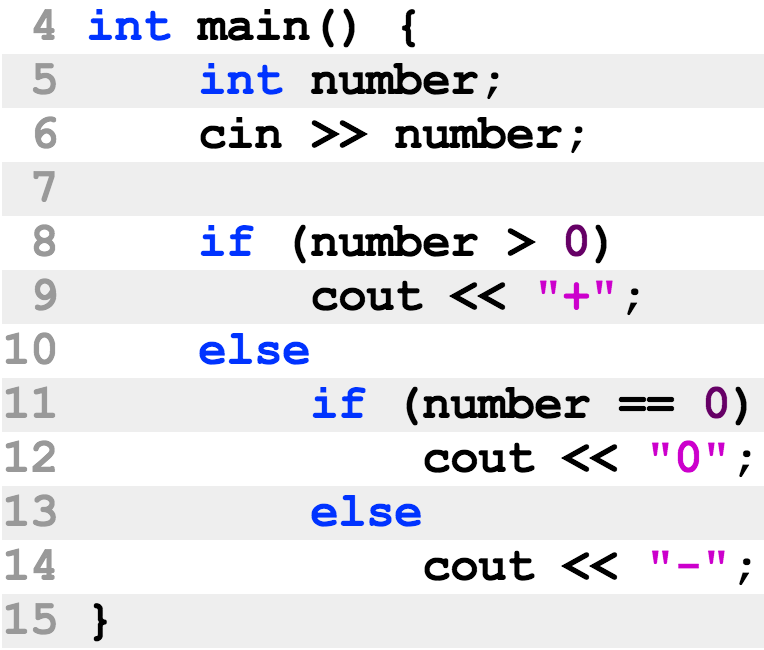 4 int main() {
5     int number;
6     cin >> number;
7
8     if (number > 0)
9         cout << "+";
10     else
11         if (number == 0)
12             cout << "0";
13         else
14             cout << "-";
15 }